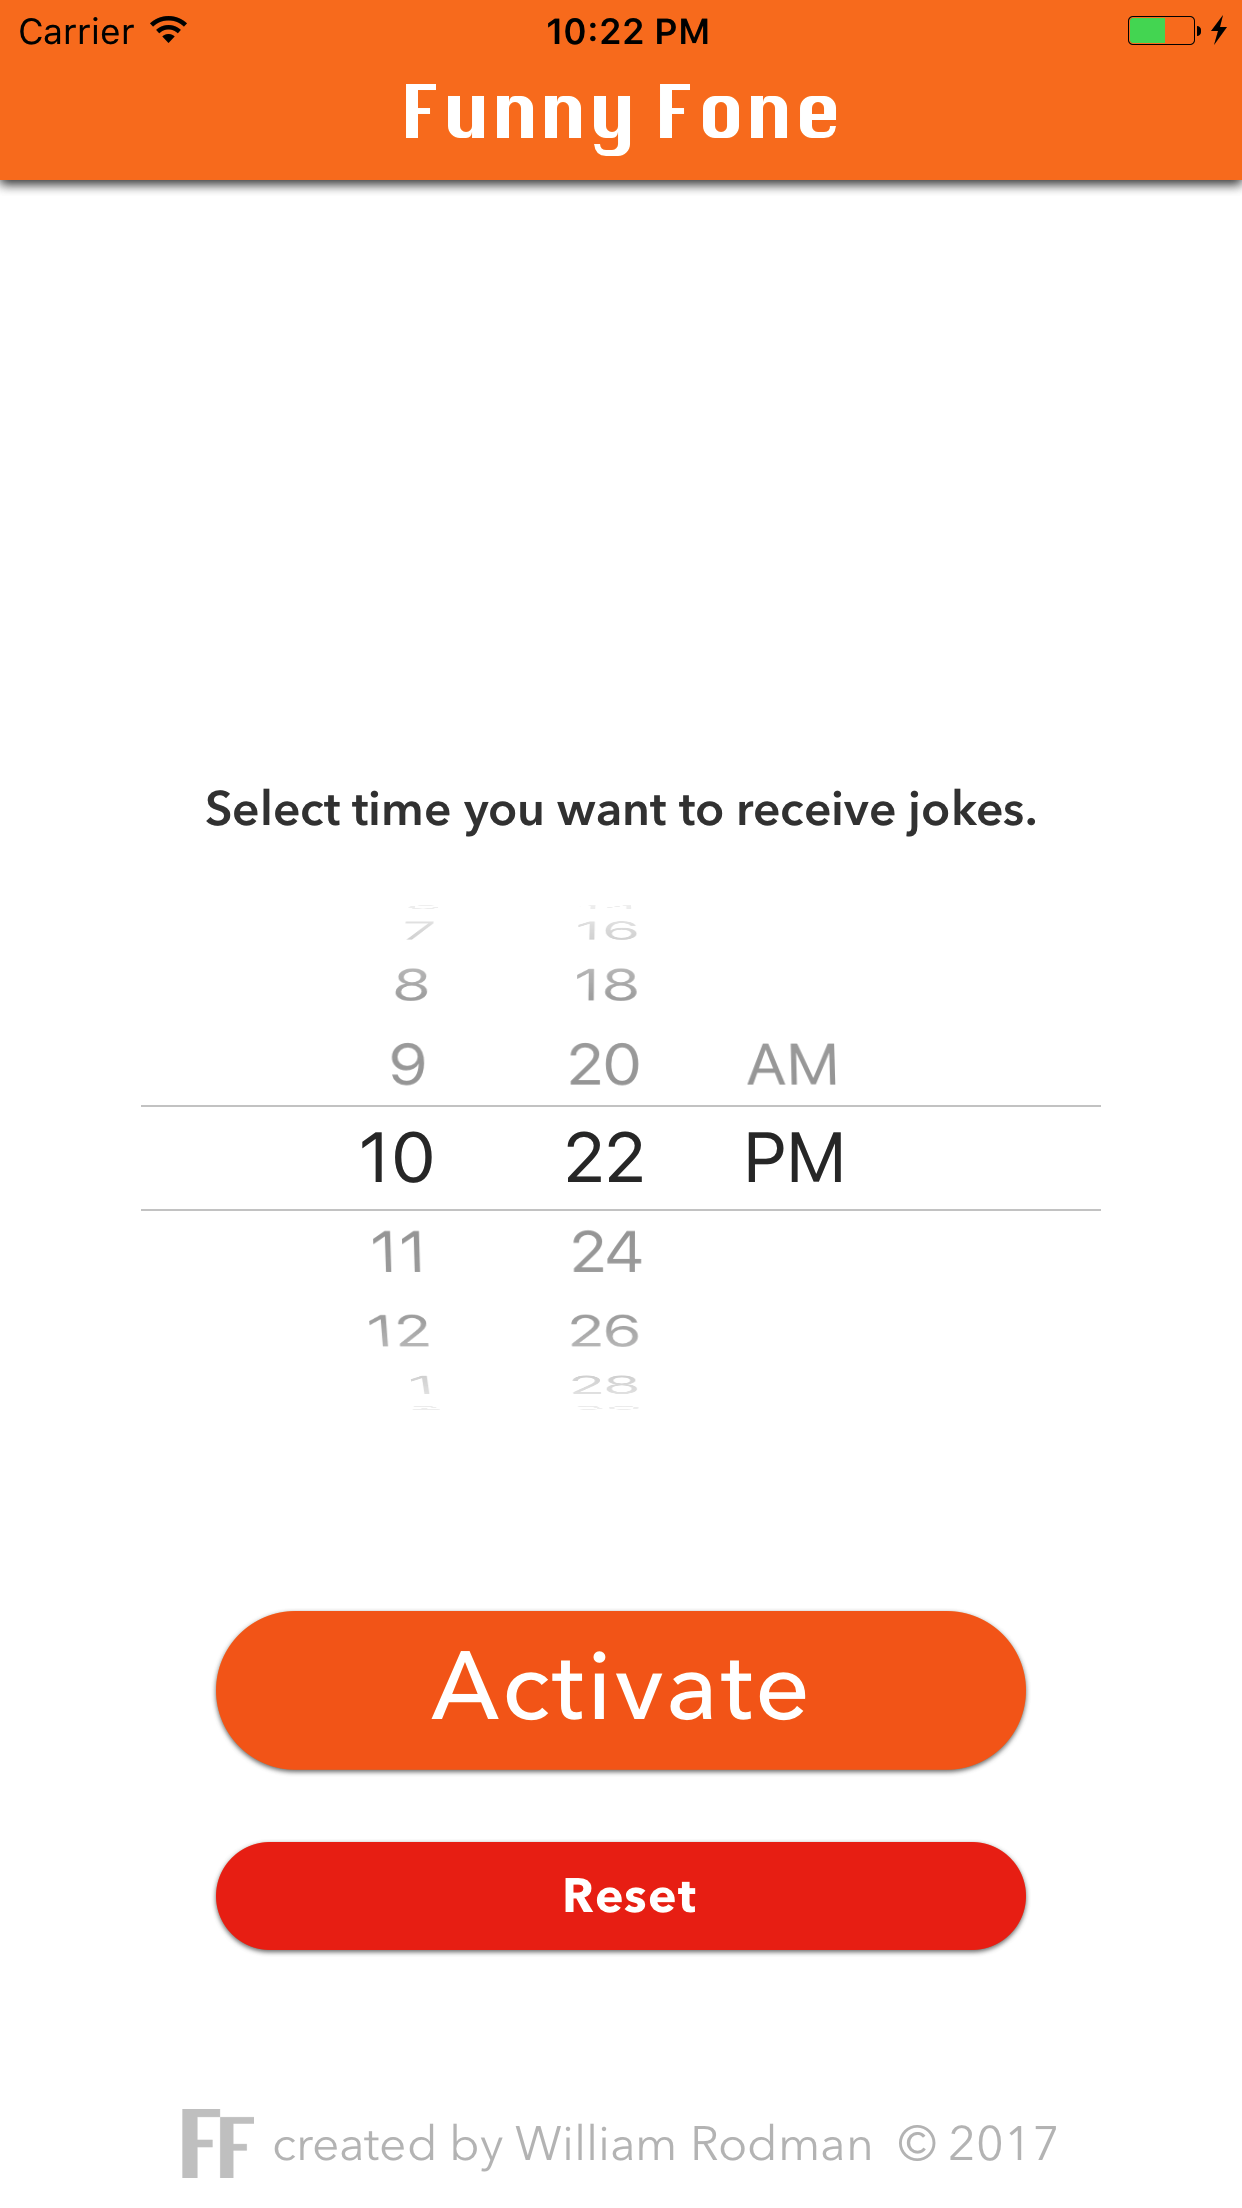 Carrier 10:22 PM
Funny Fone
Select time you want to receive jokes.
7 16
8 18
9 20 AM
10 22 PM
11 24
12 26
1 28
Activate
Reset
FF created by William Rodman © 2017